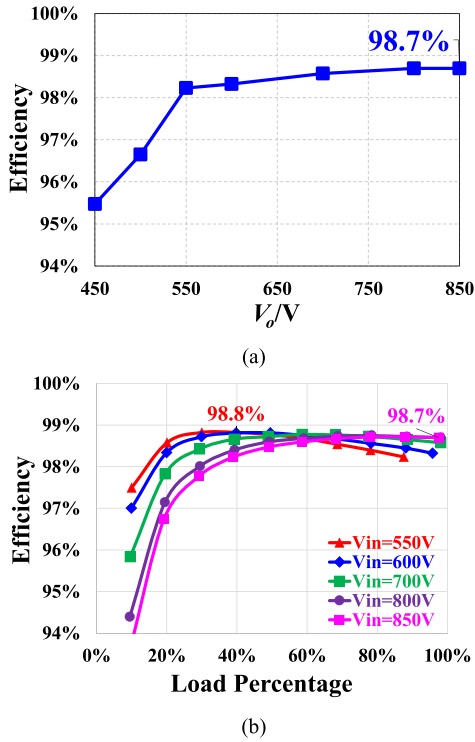 (a)
100%
99%
98%
97%
96%
95%
94%
Efficiency
98.7%
450
550
650
750
850
Vo/V
(a)
100%
99%
98%
97%
96%
95%
94%
Efficiency
98.8%
98.7%
Vin=550V
Vin=600V
Vin=700V
Vin=800V
Vin=850V
0%
20%
40%
60%
80%
100%
Load Percentage
(b)